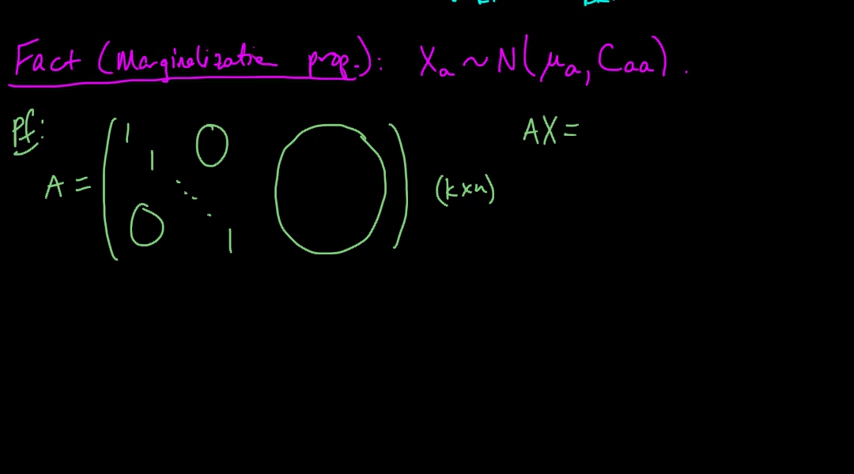 Fact (Marginalization prop.): Xₐ ~ N(μₐ, Cₐₐ).
Pf:
A = ( 1 1 ⋱ 1 0 0 0 ) (k×n)
AX =